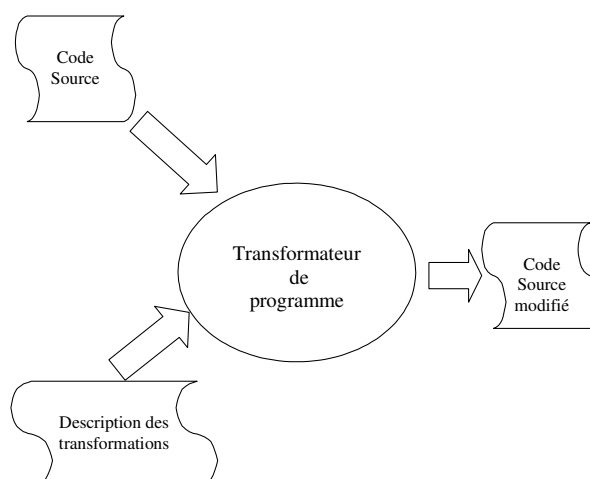 Code
Source
Transformateur
de
programme
Code
Source
modifié
Description des
transformations